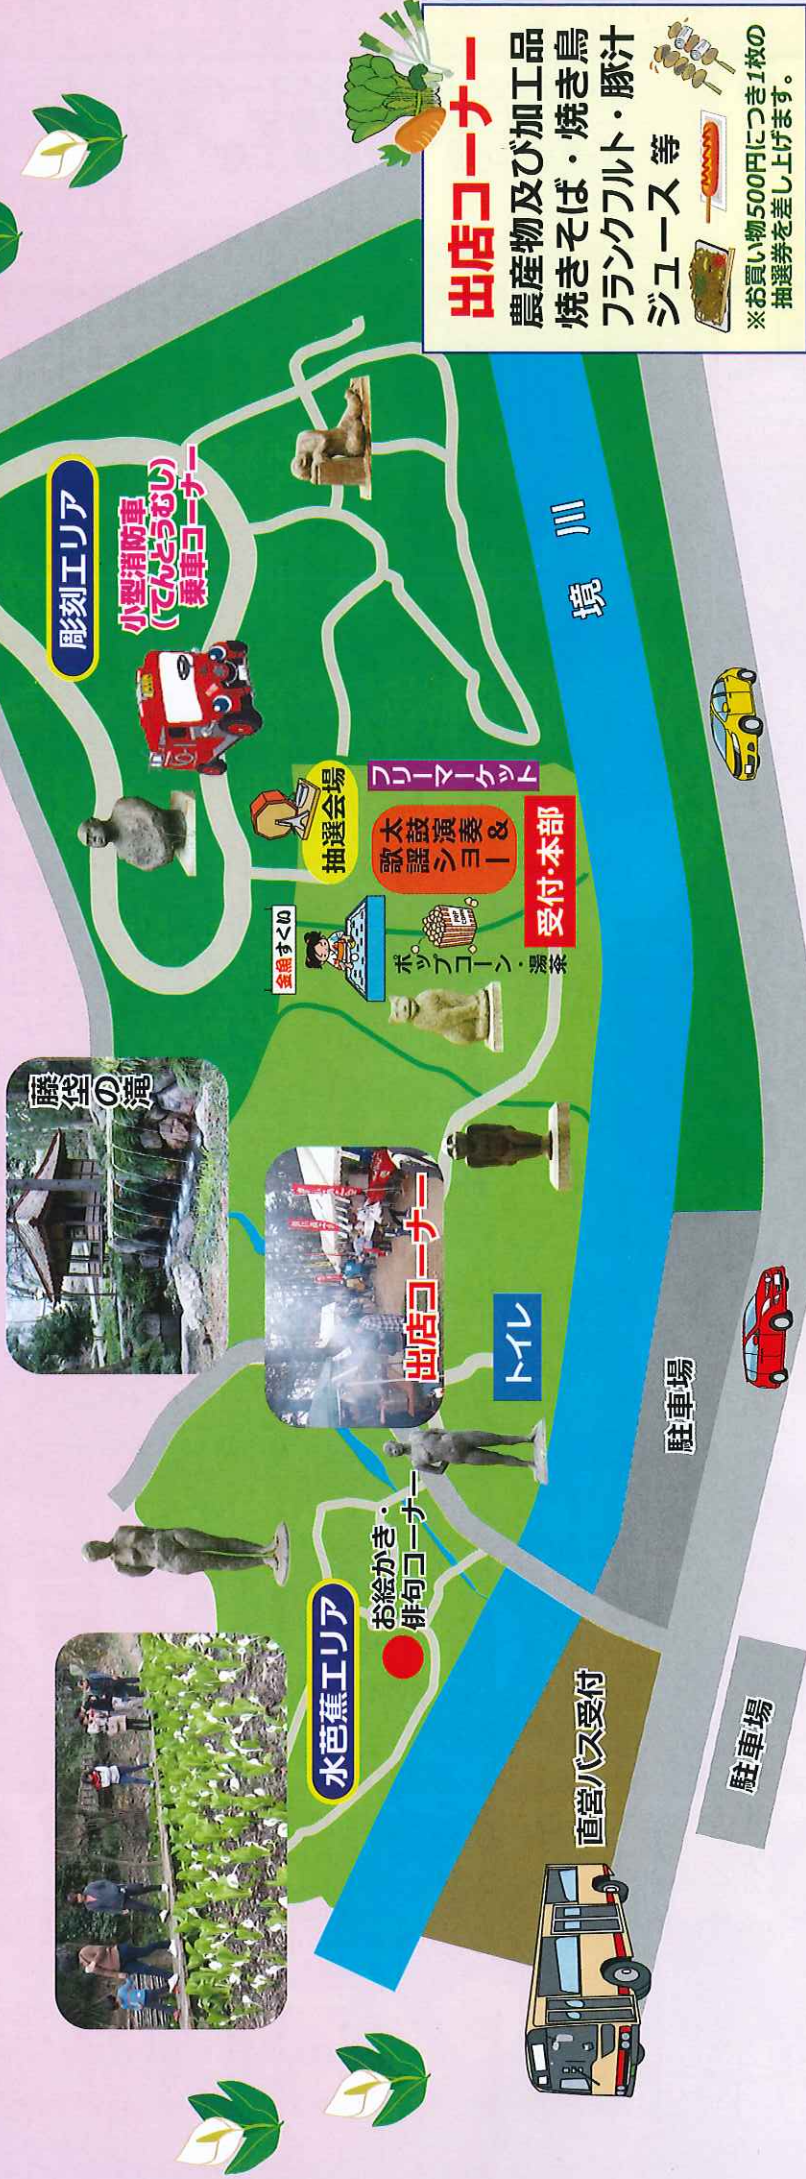 藤垈の滝
彫刻エリア
小型消防車
(てんとうむし)
乗車コーナー
金魚すくい
抽選会場
水芭蕉エリア
お絵かき・
俳句コーナー
出店コーナー
ポップコーン・湯茶
太鼓演奏&
歌謡ショー
フリーマーケット
トイレ
受付・本部
境川
直営バス受付
駐車場
駐車場
出店コーナー
農産物及び加工品
焼きそば・焼き鳥
フランクフルト・豚汁
ジュース 等
※お買い物500円につき1枚の
抽選券を差し上げます。